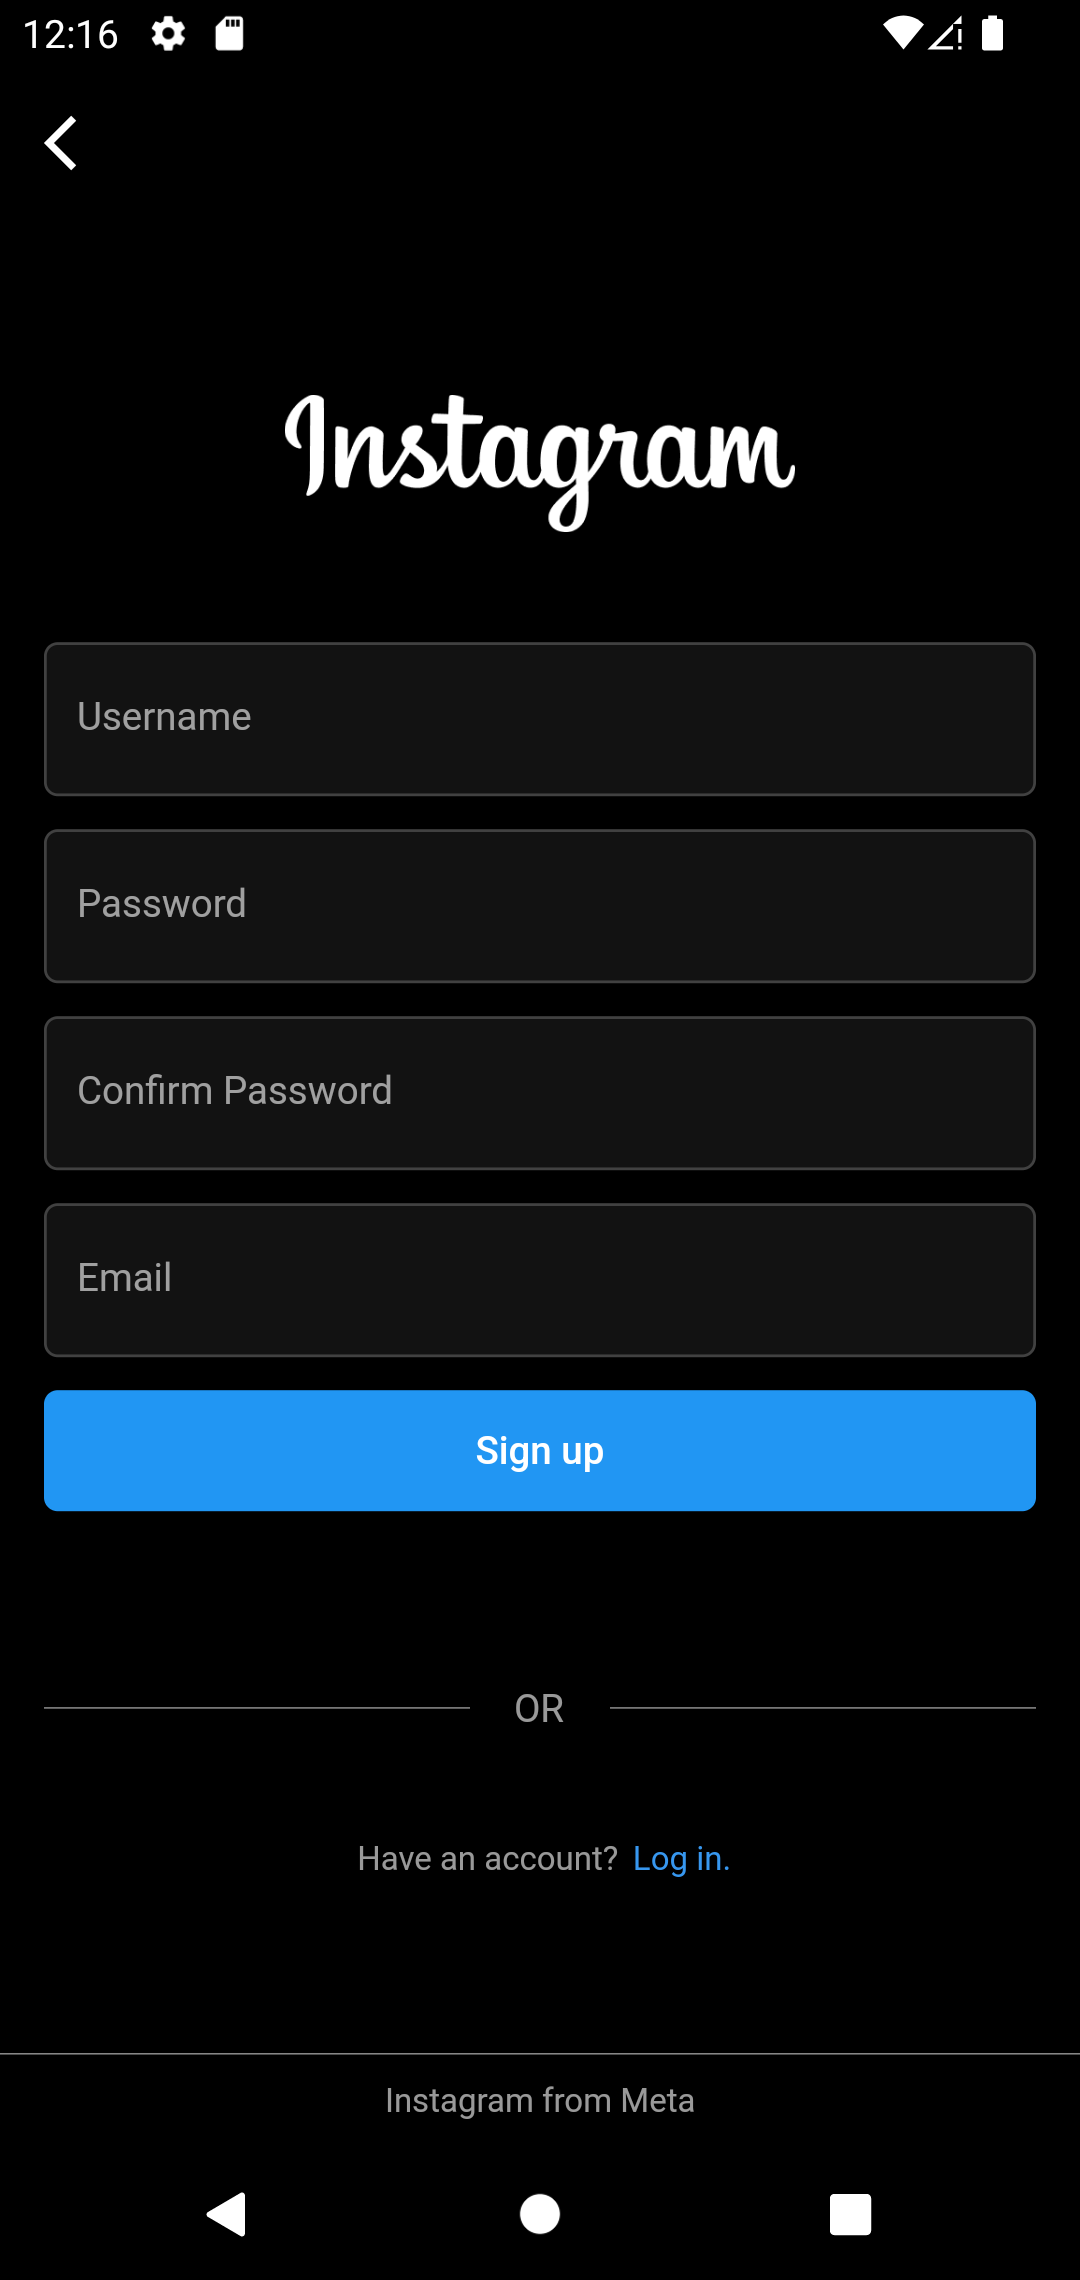 12:16
Instagram
Username
Password
Confirm Password
Email
Sign up
OR
Have an account? Log in.
Instagram from Meta